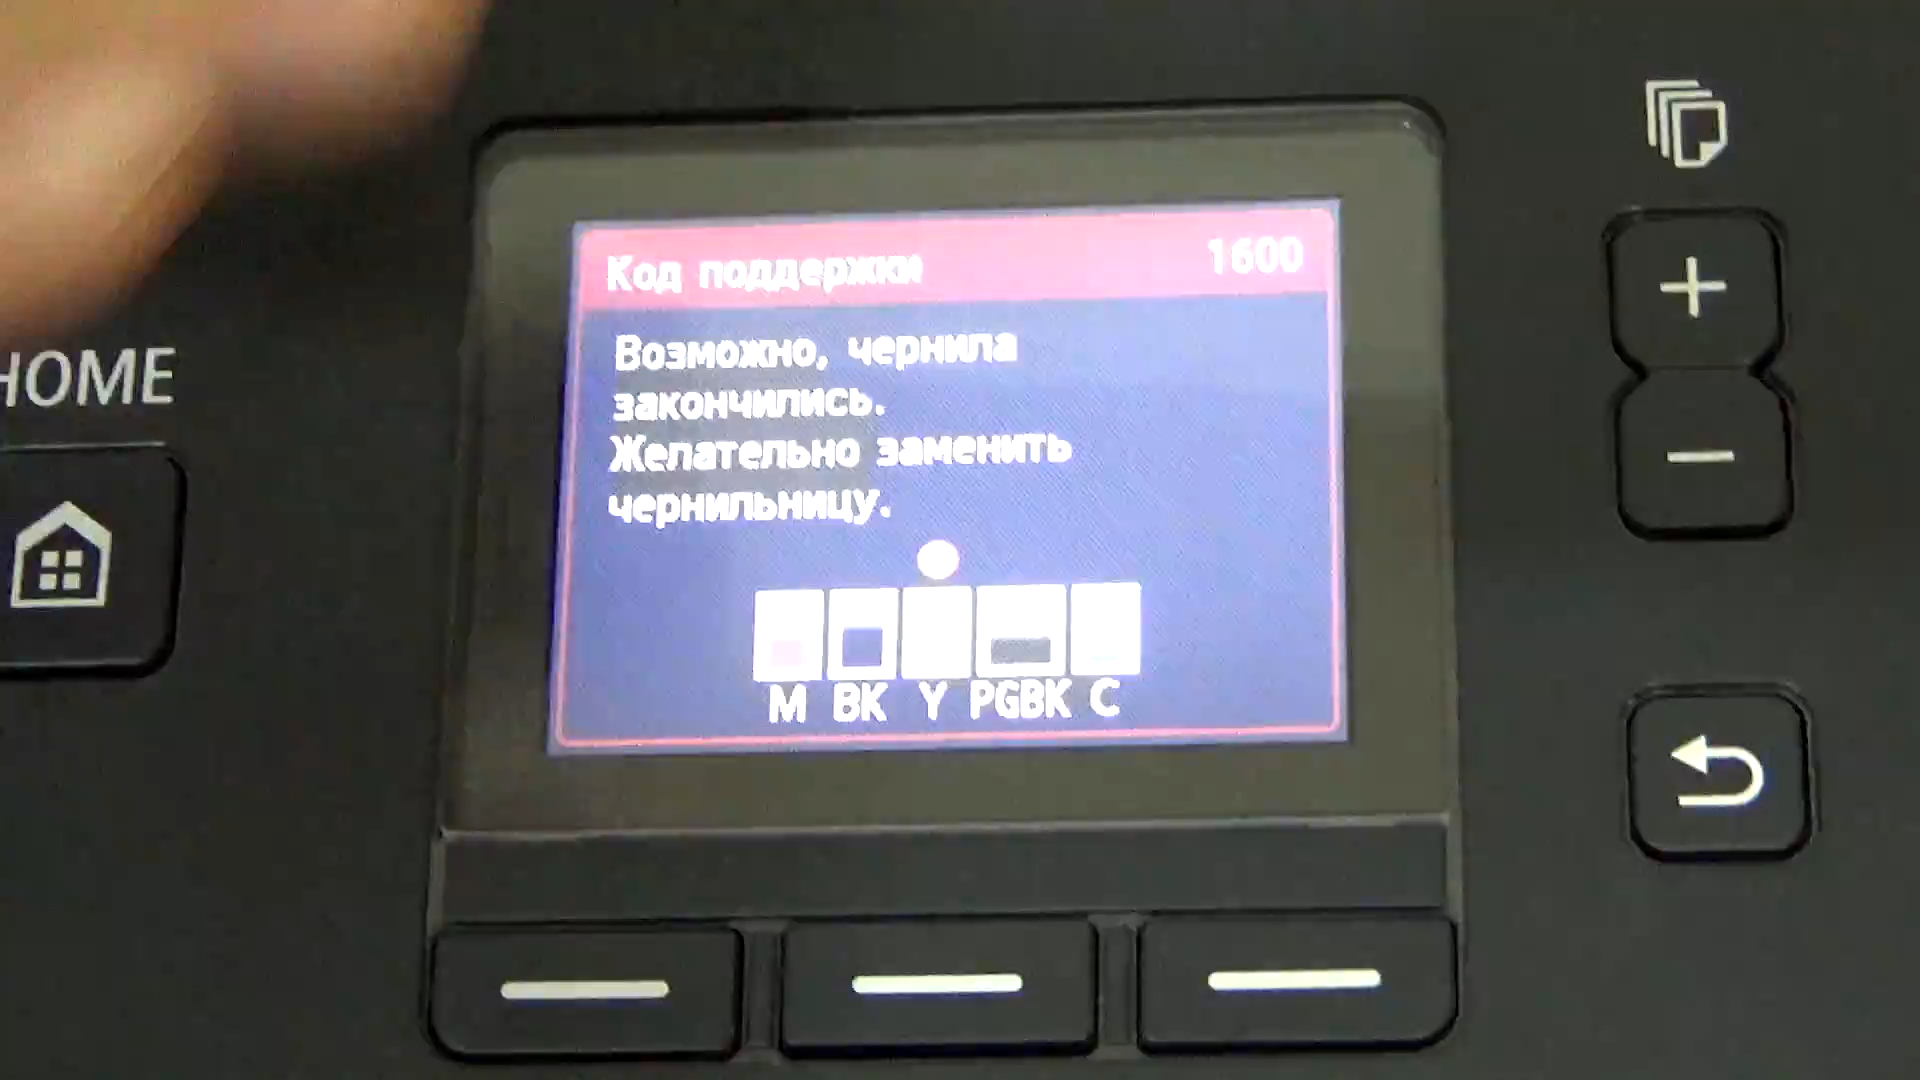 Код поддержки 1600
Возможно, чернила
закончились.
Желательно заменить
чернильницу.
M BK Y PGBK C
HOME